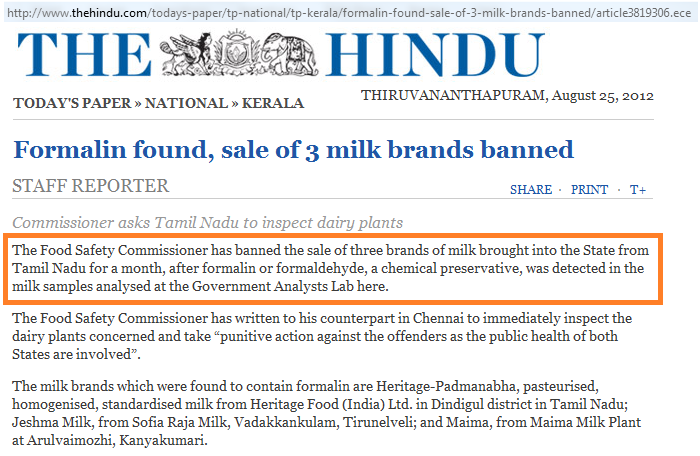 http://www.thehindu.com/todays-paper/tp-national/tp-kerala/formalin-found-sale-of-3-milk-brands-banned/article3819306.ece
THE HINDU
TODAY'S PAPER » NATIONAL » KERALA
THIRUVANANTHAPURAM, August 25, 2012
Formalin found, sale of 3 milk brands banned
STAFF REPORTER
SHARE · PRINT · T+
Commissioner asks Tamil Nadu to inspect dairy plants
The Food Safety Commissioner has banned the sale of three brands of milk brought into the State from
Tamil Nadu for a month, after formalin or formaldehyde, a chemical preservative, was detected in the
milk samples analysed at the Government Analysts Lab here.
The Food Safety Commissioner has written to his counterpart in Chennai to immediately inspect the
dairy plants concerned and take “punitive action against the offenders as the public health of both
States are involved”.
The milk brands which were found to contain formalin are Heritage-Padmanabha, pasteurised,
homogenised, standardised milk from Heritage Food (India) Ltd. in Dindigul district in Tamil Nadu;
Jeshma Milk, from Sofia Raja Milk, Vadakkankulam, Tirunelveli; and Maima, from Maima Milk Plant
at Arulvaimozhi, Kanyakumari.